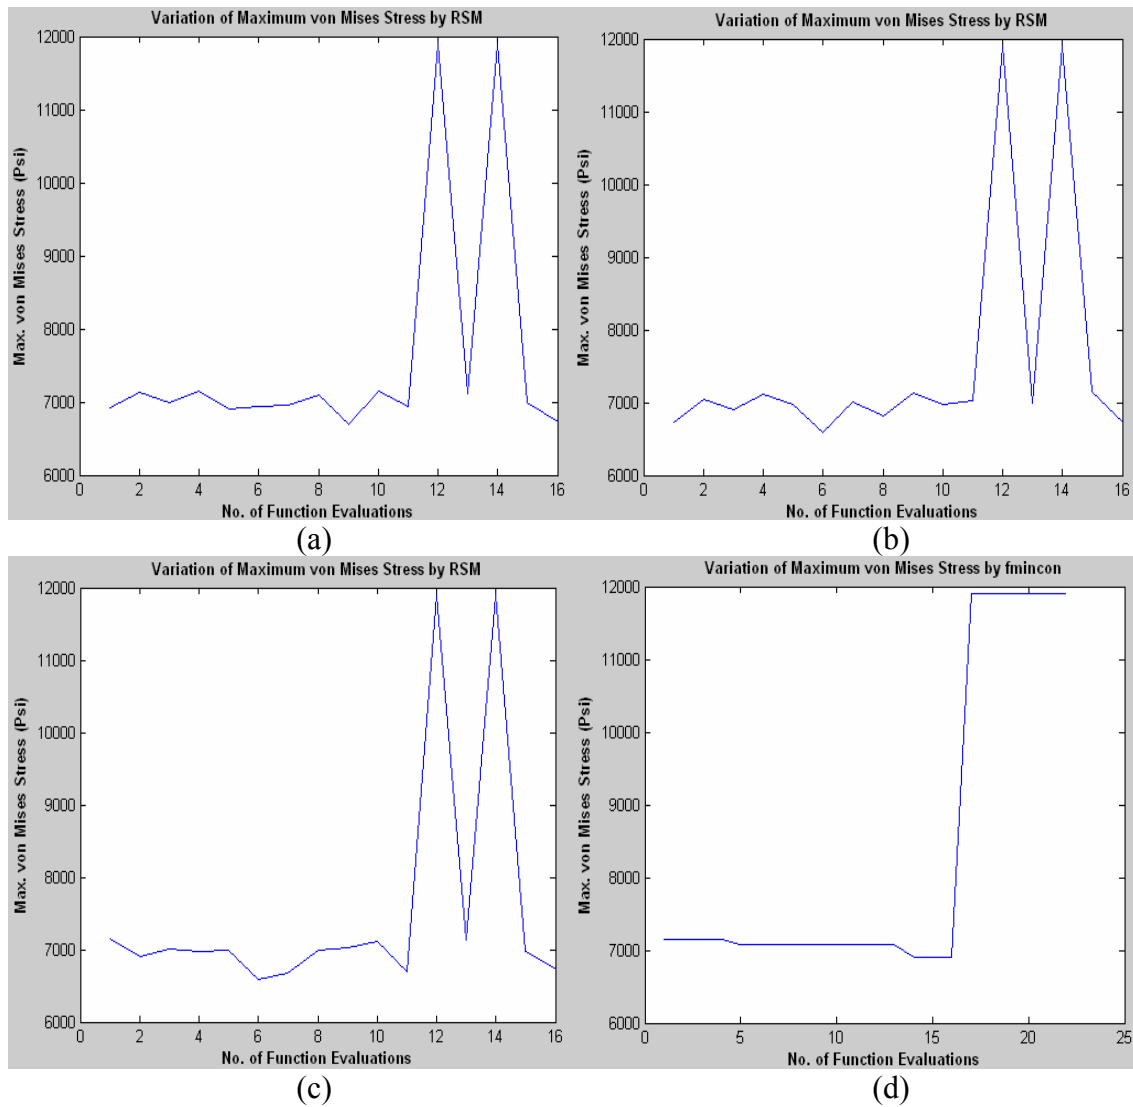 Variation of Maximum von Mises Stress by RSM
Max. von Mises Stress (Psi)
12000
11000
10000
9000
8000
7000
6000
0 2 4 6 8 10 12 14 16
No. of Function Evaluations
(a)
Variation of Maximum von Mises Stress by RSM
Max. von Mises Stress (Psi)
12000
11000
10000
9000
8000
7000
6000
0 2 4 6 8 10 12 14 16
No. of Function Evaluations
(b)
Variation of Maximum von Mises Stress by RSM
Max. von Mises Stress (Psi)
12000
11000
10000
9000
8000
7000
6000
0 2 4 6 8 10 12 14 16
No. of Function Evaluations
(c)
Variation of Maximum von Mises Stress by fmincon
Max. von Mises Stress (Psi)
12000
11000
10000
9000
8000
7000
6000
0 5 10 15 20 25
No. of Function Evaluations
(d)